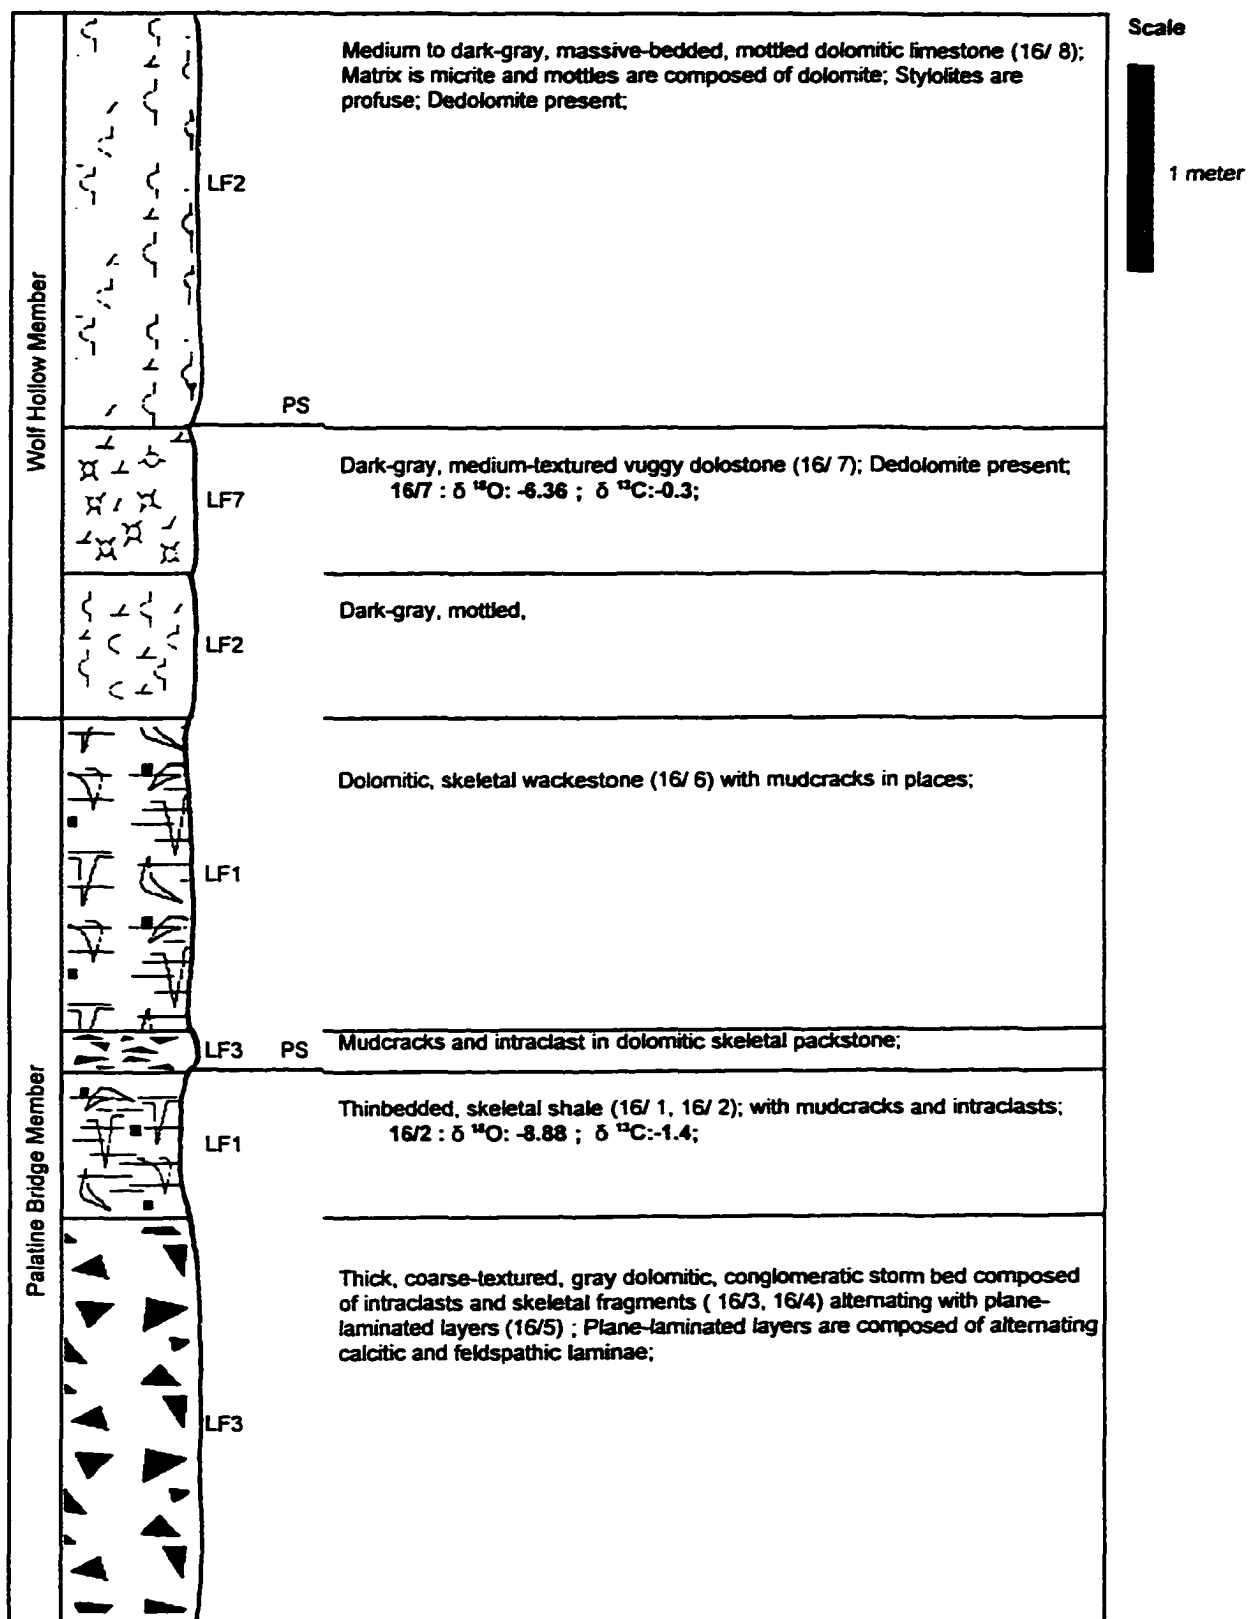 Scale
1 meter
Wolf Hollow Member
Medium to dark-gray, massive-bedded, mottled dolomitic limestone (16/ 8);
Matrix is micrite and mottles are composed of dolomite; Stylolites are
profuse; Dedolomite present;
LF2
PS
Dark-gray, medium-textured vuggy dolostone (16/ 7); Dedolomite present;
16/7 : δ ¹⁸O: -6.36 ; δ ¹³C:-0.3;
LF7
Dark-gray, mottled,
LF2
Palatine Bridge Member
Dolomitic, skeletal wackestone (16/ 6) with mudcracks in places;
LF1
LF3 PS Mudcracks and intraclast in dolomitic skeletal packstone;
Thinbedded, skeletal shale (16/ 1, 16/ 2); with mudcracks and intraclasts;
16/2 : δ ¹⁸O: -8.88 ; δ ¹³C:-1.4;
LF1
Thick, coarse-textured, gray dolomitic, conglomeratic storm bed composed
of intraclasts and skeletal fragments ( 16/3, 16/4) alternating with plane-
laminated layers (16/5) ; Plane-laminated layers are composed of alternating
calcitic and feldspathic laminae;
LF3